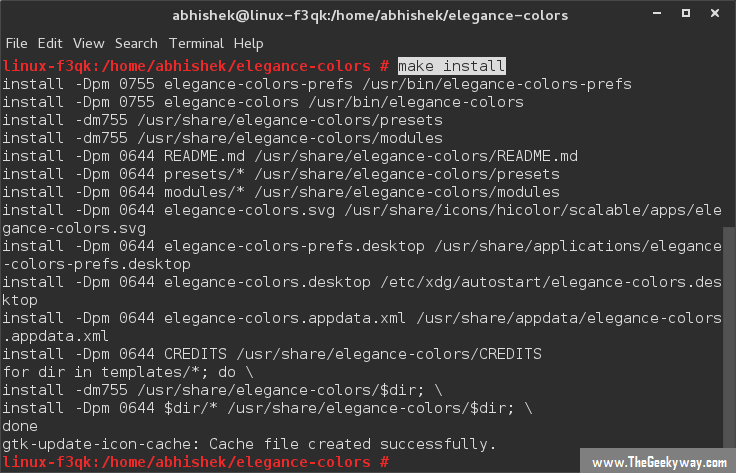 abhishek@linux-f3qk:/home/abhishek/elegance-colors
File Edit View Search Terminal Help
linux-f3qk:/home/abhishek/elegance-colors # make install
install -Dpm 0755 elegance-colors-prefs /usr/bin/elegance-colors-prefs
install -Dpm 0755 elegance-colors /usr/bin/elegance-colors
install -dm755 /usr/share/elegance-colors/presets
install -dm755 /usr/share/elegance-colors/modules
install -Dpm 0644 README.md /usr/share/elegance-colors/README.md
install -Dpm 0644 presets/* /usr/share/elegance-colors/presets
install -Dpm 0644 modules/* /usr/share/elegance-colors/modules
install -Dpm 0644 elegance-colors.svg /usr/share/icons/hicolor/scalable/apps/ele
gance-colors.svg
install -Dpm 0644 elegance-colors-prefs.desktop /usr/share/applications/elegance
-colors-prefs.desktop
install -Dpm 0644 elegance-colors.desktop /etc/xdg/autostart/elegance-colors.des
ktop
install -Dpm 0644 elegance-colors.appdata.xml /usr/share/appdata/elegance-colors
.appdata.xml
install -Dpm 0644 CREDITS /usr/share/elegance-colors/CREDITS
for dir in templates/*; do \
install -dm755 /usr/share/elegance-colors/$dir; \
install -Dpm 0644 $dir/* /usr/share/elegance-colors/$dir; \
done
gtk-update-icon-cache: Cache file created successfully.
linux-f3qk:/home/abhishek/elegance-colors #
www.TheGeekyway.com